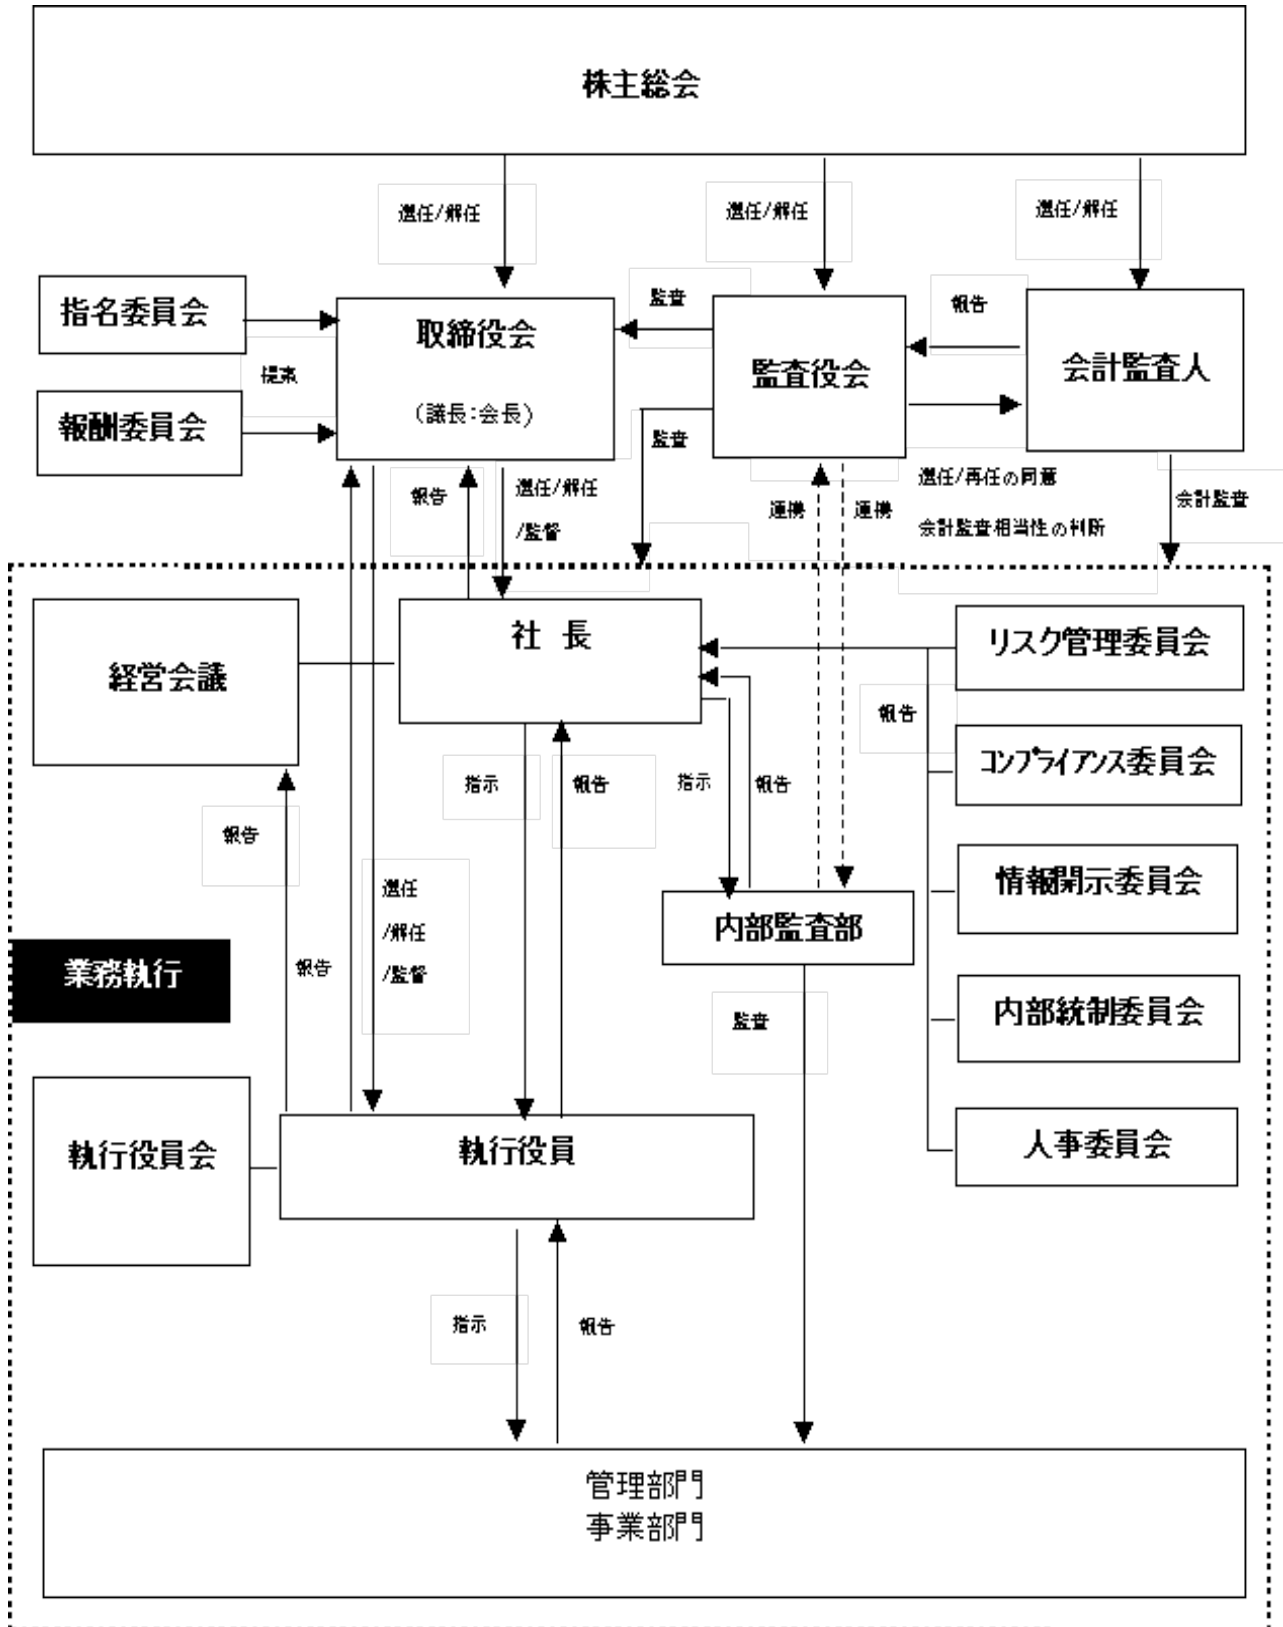 株主総会
選任/解任
選任/解任
選任/解任
指名委員会
取締役会
(議長:会長)
監査
監査役会
報告
会計監査人
提案
報酬委員会
監査
報告
選任/解任
/監督
連携
連携
選任/再任の同意
会計監査相当性の判断
会計監査
経営会議
社 長
リスク管理委員会
報告
コンプライアンス委員会
指示
報告
指示
報告
報告
情報開示委員会
選任
/解任
/監督
内部監査部
業務執行
報告
内部統制委員会
監査
執行役員会
執行役員
人事委員会
指示
報告
管理部門
事業部門